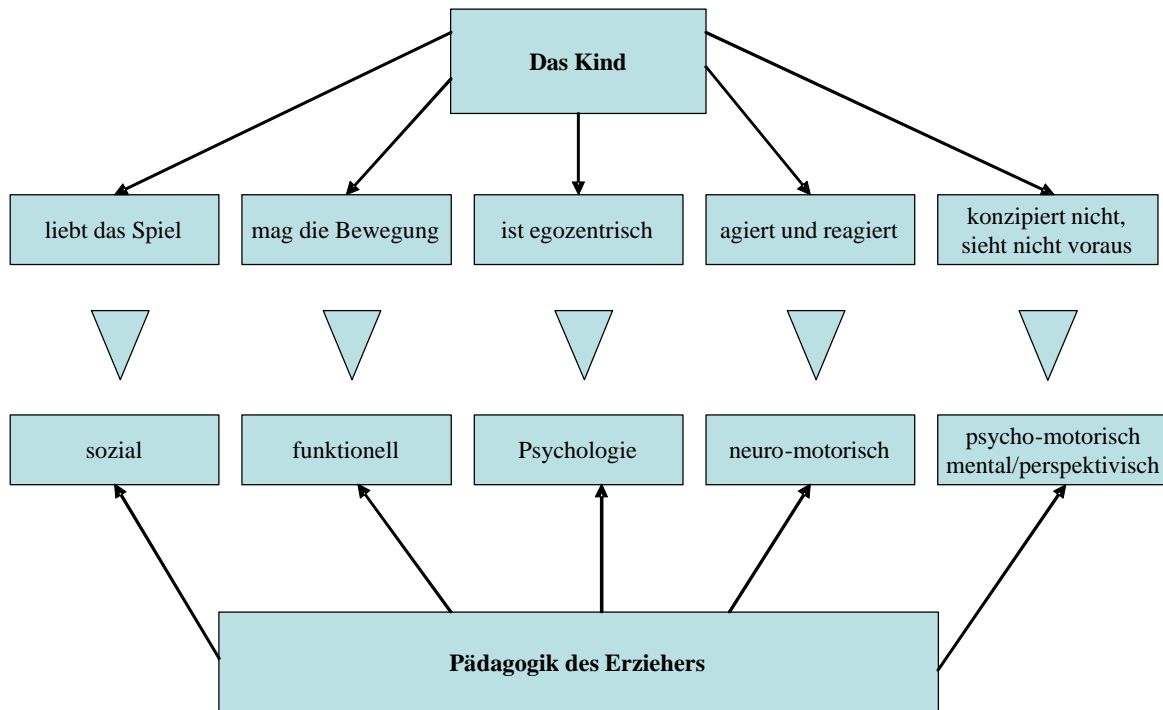 Das Kind
liebt das Spiel
mag die Bewegung
ist egozentrisch
agiert und reagiert
konzipiert nicht,
sieht nicht voraus
sozial
funktionell
Psychologie
neuro-motorisch
psycho-motorisch
mental/perspektivisch
Pädagogik des Erziehers